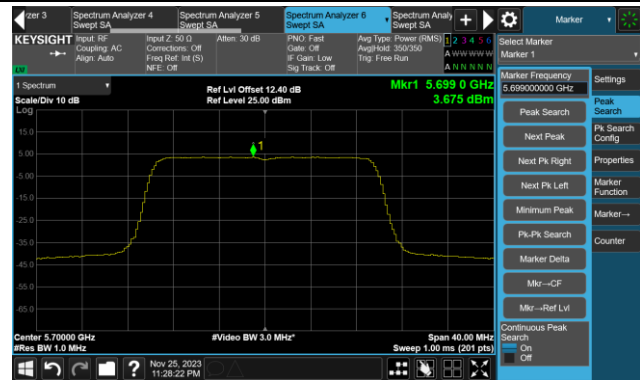 zer 3
Spectrum Analyzer 4
Swept SA
Spectrum Analyzer 5
Swept SA
Spectrum Analyzer 6
Swept SA
Spectrum Analy
Swept SA
+
Marker
KEYSIGHT
Input: RF
Coupling: AC
Align: Auto
Input Z: 50 Ω
Corrections: Off
Freq Ref: Int (S)
NFE: Off
Atten: 30 dB
PNO: Fast
Gate: Off
IF Gain: Low
Sig Track: Off
Avg Type: Power (RMS)
Avg|Hold: 350/350
Trig: Free Run
1 2 3 4 5 6
A W W W W W
A N N N N N
Select Marker
Marker 1
1 Spectrum
Scale/Div 10 dB
Log
Ref Lvl Offset 12.40 dB
Ref Level 25.00 dBm
Mkr1 5.699 0 GHz
3.675 dBm
15.0
5.00
-5.00
-15.0
-25.0
-35.0
-45.0
-55.0
-65.0
1
Center 5.70000 GHz
#Res BW 1.0 MHz
#Video BW 3.0 MHz*
Span 40.00 MHz
Sweep 1.00 ms (201 pts)
Marker Frequency
5.699000000 GHz
Peak Search
Next Peak
Next Pk Right
Next Pk Left
Minimum Peak
Pk-Pk Search
Marker Delta
Mkr→CF
Mkr→Ref Lvl
Continuous Peak
Search
On
Off
Settings
Peak
Search
Pk Search
Config
Properties
Marker
Function
Marker→
Counter
?
Nov 25, 2023
11:28:22 PM